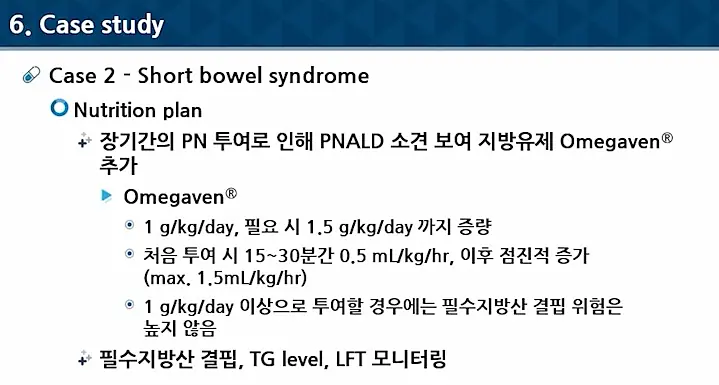 6. Case study
Case 2 - Short bowel syndrome
Nutrition plan
장기간의 PN 투여로 인해 PNALD 소견 보여 지방유제 Omegaven®
추가
Omegaven®
1 g/kg/day, 필요 시 1.5 g/kg/day 까지 증량
처음 투여 시 15~30분간 0.5 mL/kg/hr, 이후 점진적 증가
(max. 1.5mL/kg/hr)
1 g/kg/day 이상으로 투여할 경우에는 필수지방산 결핍 위험은
높지 않음
필수지방산 결핍, TG level, LFT 모니터링